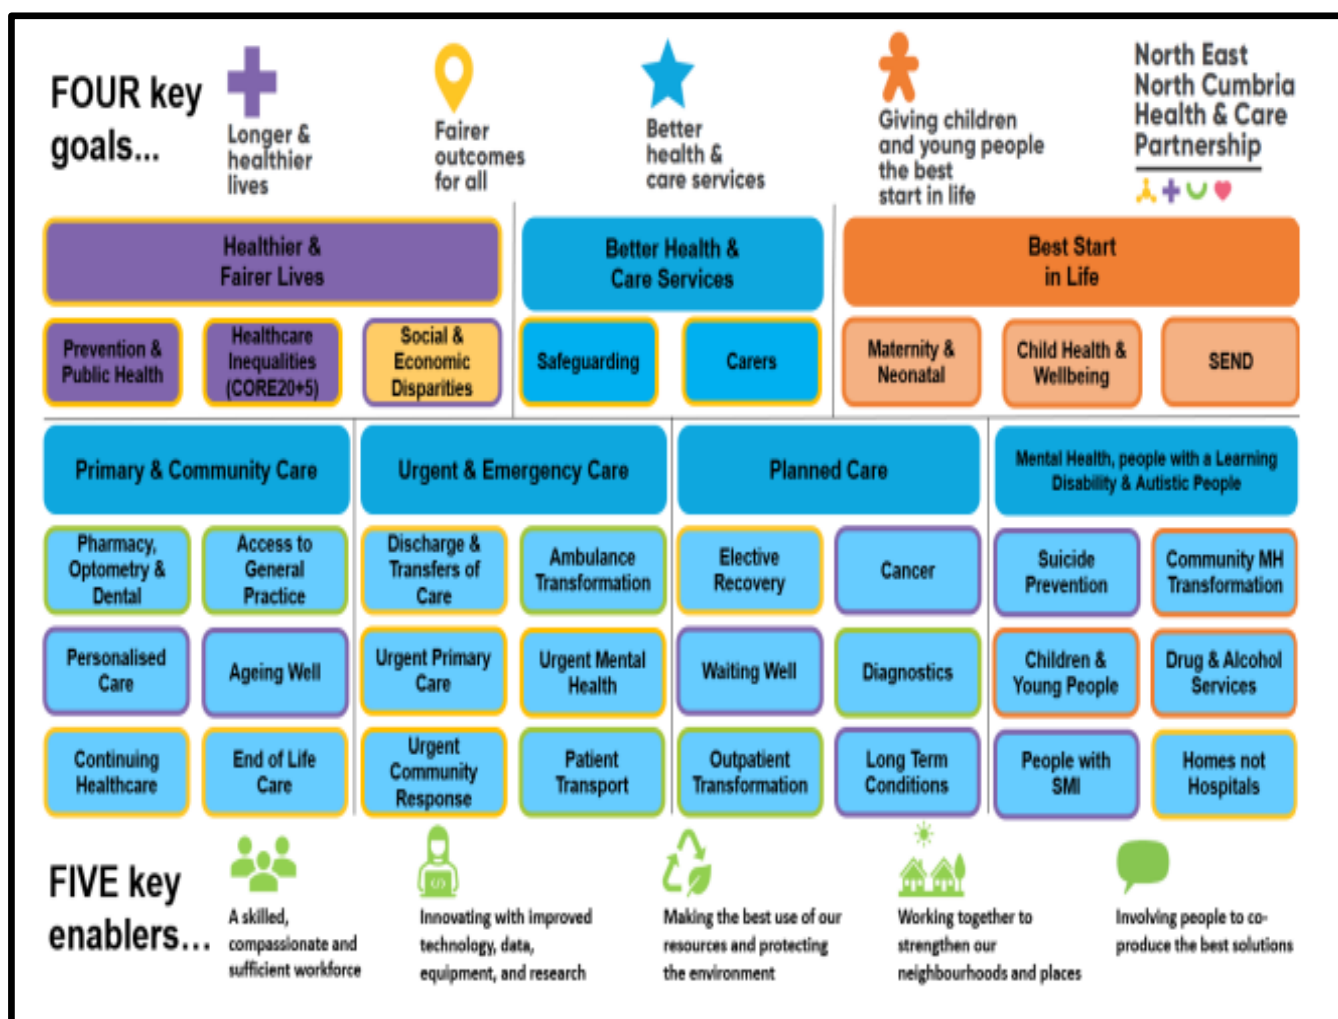 FOUR key
goals...
Longer &
healthier
lives
Fairer
outcomes
for all
Better
health &
care services
Giving children
and young people
the best
start in life
North East
North Cumbria
Health & Care
Partnership
Healthier &
Fairer Lives
Better Health &
Care Services
Best Start
in Life
Prevention &
Public Health
Healthcare
Inequalities
(CORE20+5)
Social &
Economic
Disparities
Safeguarding
Carers
Maternity &
Neonatal
Child Health &
Wellbeing
SEND
Primary & Community Care
Urgent & Emergency Care
Planned Care
Mental Health, people with a Learning
Disability & Autistic People
Pharmacy,
Optometry &
Dental
Access to
General
Practice
Discharge &
Transfers of
Care
Ambulance
Transformation
Elective
Recovery
Cancer
Suicide
Prevention
Community MH
Transformation
Personalised
Care
Ageing Well
Urgent Primary
Care
Urgent Mental
Health
Waiting Well
Diagnostics
Children &
Young People
Drug & Alcohol
Services
Continuing
Healthcare
End of Life
Care
Urgent
Community
Response
Patient
Transport
Outpatient
Transformation
Long Term
Conditions
People with
SMI
Homes not
Hospitals
FIVE key
enablers...
A skilled,
compassionate and
sufficient workforce
Innovating with improved
technology, data,
equipment, and research
Making the best use of our
resources and protecting
the environment
Working together to
strengthen our
neighbourhoods and places
Involving people to co-
produce the best solutions